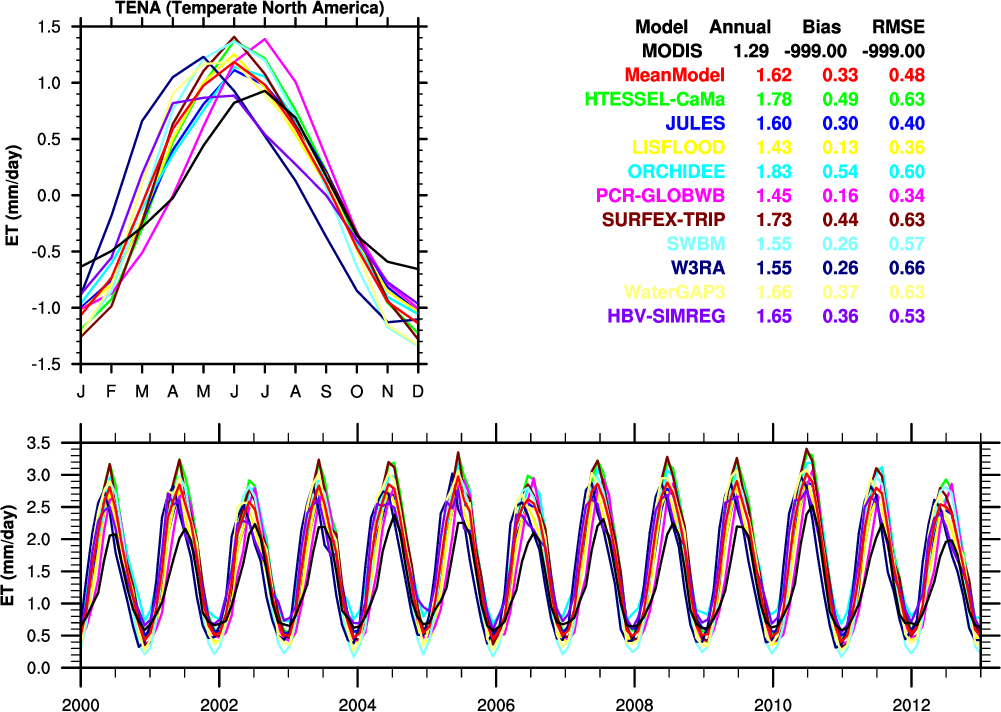 TENA (Temperate North America)
Model Annual Bias RMSE
MODIS 1.29 -999.00 -999.00
MeanModel 1.62 0.33 0.48
HTESSEL-CaMa 1.78 0.49 0.63
JULES 1.60 0.30 0.40
LISFLOOD 1.43 0.13 0.36
ORCHIDEE 1.83 0.54 0.60
PCR-GLOBWB 1.45 0.16 0.34
SURFEX-TRIP 1.73 0.44 0.63
SWBM 1.55 0.26 0.57
W3RA 1.55 0.26 0.66
WaterGAP3 1.66 0.37 0.63
HBV-SIMREG 1.65 0.36 0.53
ET (mm/day)
1.5
1.0
0.5
0.0
-0.5
-1.0
-1.5
J F M A M J J A S O N D
ET (mm/day)
3.5
3.0
2.5
2.0
1.5
1.0
0.5
0.0
2000 2002 2004 2006 2008 2010 2012